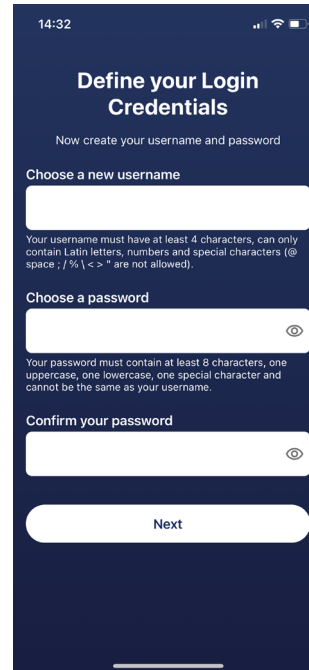 14:32
Define your Login
Credentials
Now create your username and password
Choose a new username
Your username must have at least 4 characters, can only
contain Latin letters, numbers and special characters (@
space ; / % \ < > " are not allowed).
Choose a password
Your password must contain at least 8 characters, one
uppercase, one lowercase, one special character and
cannot be the same as your username.
Confirm your password
Next